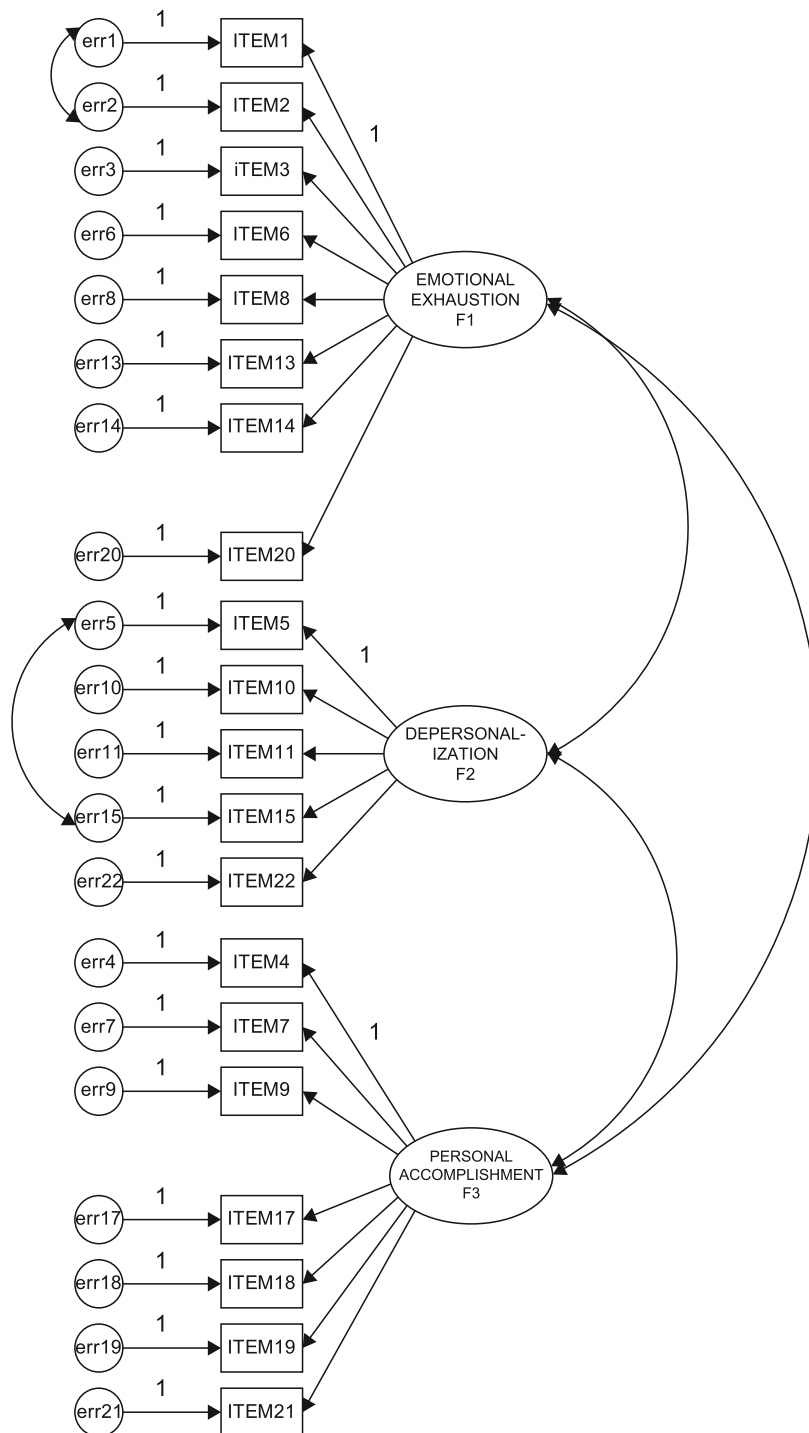 1
err1 ITEM1
1
err2 ITEM2
1
1
err3 iTEM3
1
err6 ITEM6
1
err8 ITEM8
EMOTIONAL
EXHAUSTION
F1
1
err13 ITEM13
1
err14 ITEM14
1
err20 ITEM20
1
err5 ITEM5
1
1
err10 ITEM10
1
err11 ITEM11
DEPERSONAL-
IZATION
F2
1
err15 ITEM15
1
err22 ITEM22
1
err4 ITEM4
1
1
err7 ITEM7
1
err9 ITEM9
PERSONAL
ACCOMPLISHMENT
F3
1
err17 ITEM17
1
err18 ITEM18
1
err19 ITEM19
1
err21 ITEM21